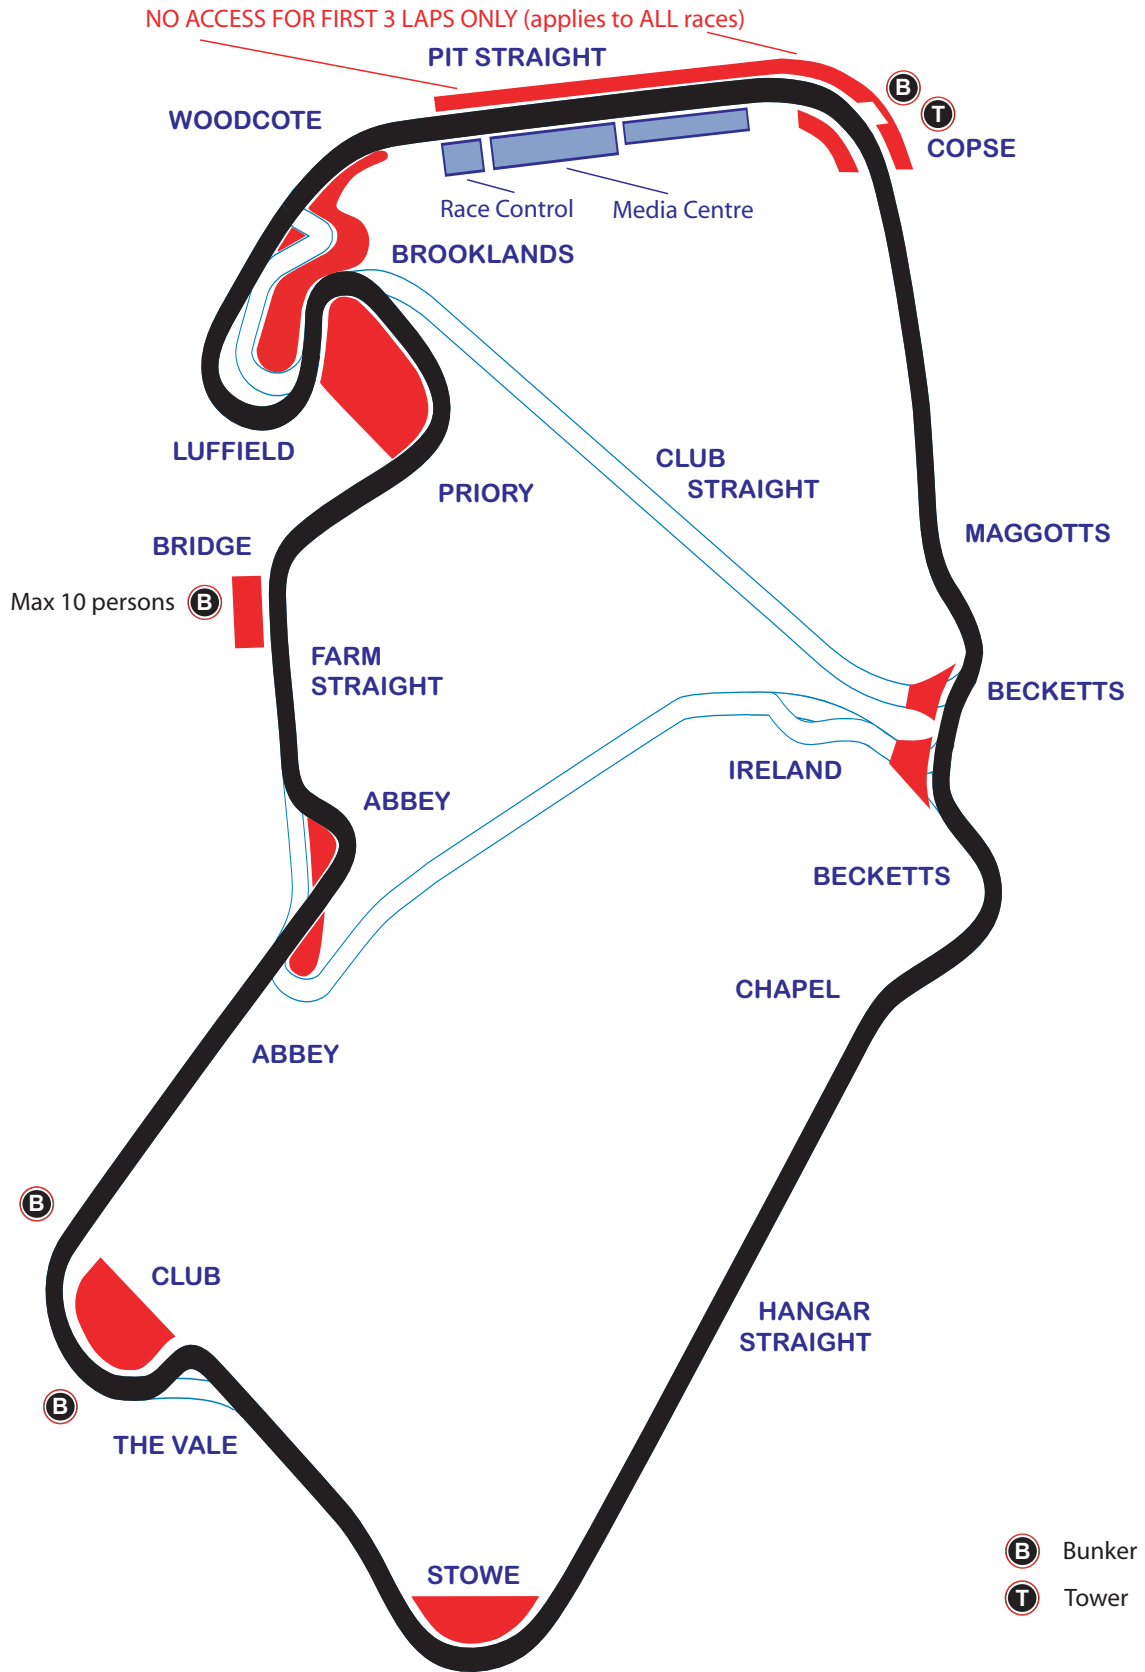 NO ACCESS FOR FIRST 3 LAPS ONLY (applies to ALL races)
PIT STRAIGHT
B
WOODCOTE
T
COPSE
Race Control
Media Centre
BROOKLANDS
LUFFIELD
CLUB
STRAIGHT
PRIORY
MAGGOTTS
BRIDGE
Max 10 persons
B
FARM
STRAIGHT
BECKETTS
IRELAND
ABBEY
BECKETTS
CHAPEL
ABBEY
B
CLUB
HANGAR
STRAIGHT
B
THE VALE
STOWE
B Bunker
T Tower